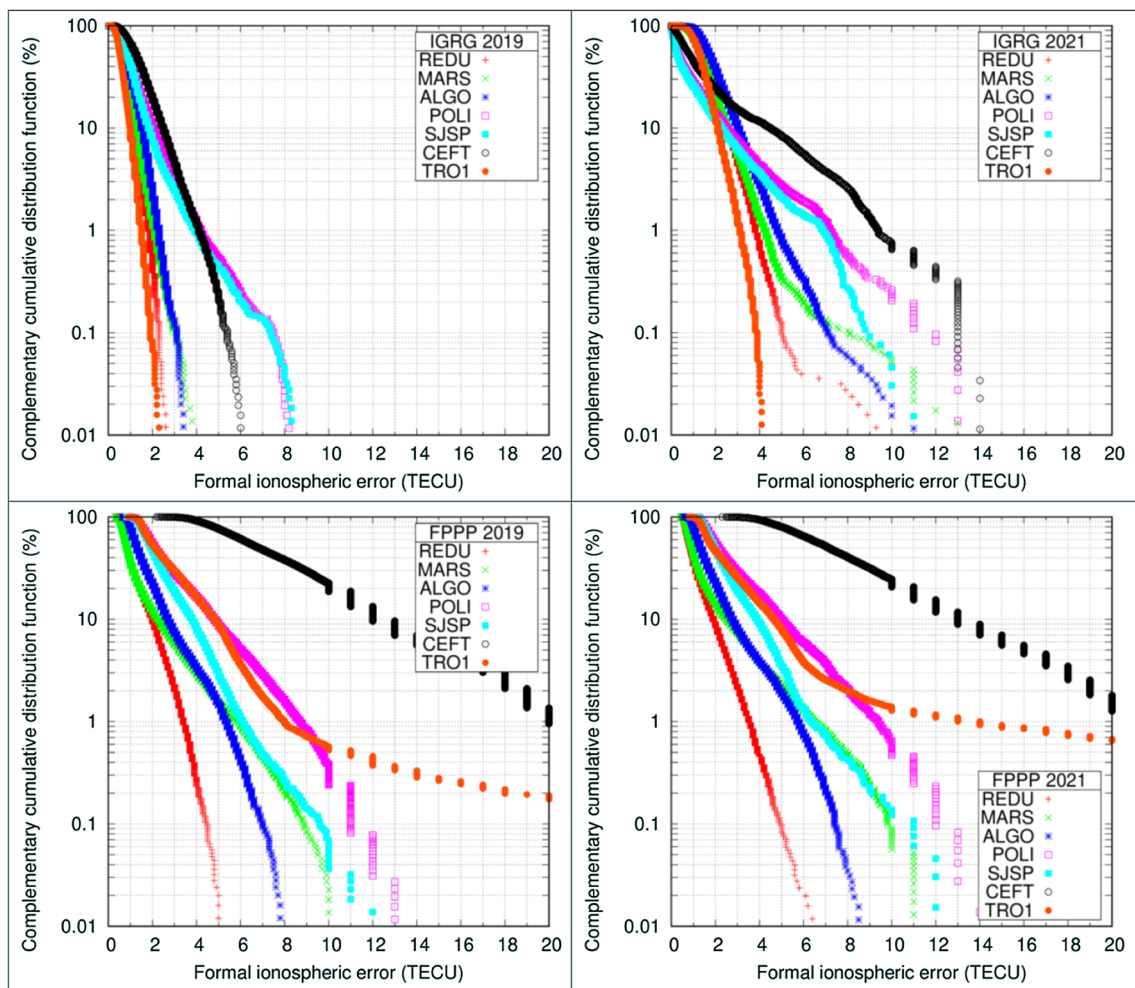 Complementary cumulative distribution function (%)
100
10
1
0.1
0.01
IGRG 2019
REDU
MARS
ALGO
POLI
SJSP
CEFT
TRO1
0 2 4 6 8 10 12 14 16 18 20
Formal ionospheric error (TECU)
Complementary cumulative distribution function (%)
100
10
1
0.1
0.01
IGRG 2021
REDU
MARS
ALGO
POLI
SJSP
CEFT
TRO1
0 2 4 6 8 10 12 14 16 18 20
Formal ionospheric error (TECU)
Complementary cumulative distribution function (%)
100
10
1
0.1
0.01
FPPP 2019
REDU
MARS
ALGO
POLI
SJSP
CEFT
TRO1
0 2 4 6 8 10 12 14 16 18 20
Formal ionospheric error (TECU)
Complementary cumulative distribution function (%)
100
10
1
0.1
0.01
FPPP 2021
REDU
MARS
ALGO
POLI
SJSP
CEFT
TRO1
0 2 4 6 8 10 12 14 16 18 20
Formal ionospheric error (TECU)